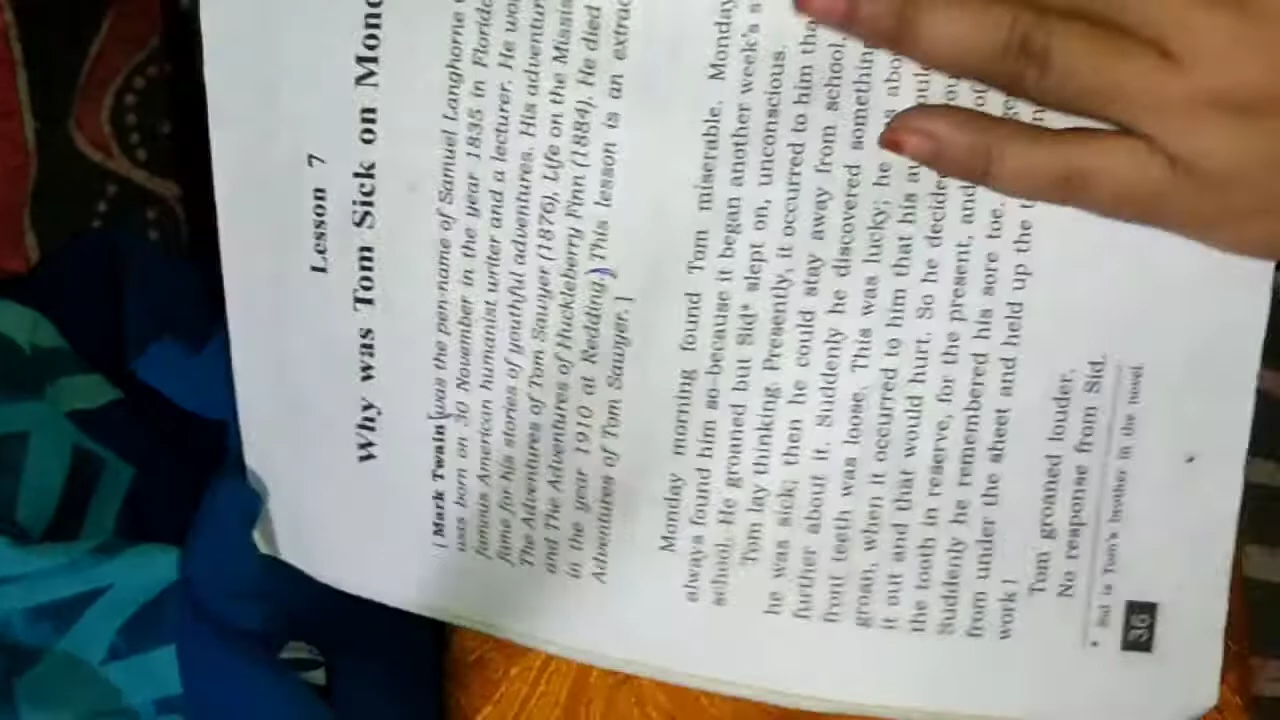 Lesson 7
Why was Tom Sick on Mond
[ Mark Twain (was the pen-name of Samuel Langhorne
was born on 30 November in the year 1835 in Florid
famous American humanist writer and a lecturer. He wo
fame for his stories of youthful adventures. His adventur
The Adventures of Tom Sawyer (1876), Life on the Missis
and The Adventures of Huckleberry Finn (1884). He died
in the year 1910 at Redding.) This lesson is an extrac
Adventures of Tom Sawyer. ]
Monday morning found Tom miserable. Monday
always found him so-because it began another week's s
school. He groaned but Sid* slept on, unconscious.
Tom lay thinking. Presently, it occurred to him tha
he was sick; then he could stay away from school.
further about it. Suddenly he discovered something
front teeth was loose. This was lucky; he abo
groan, when it occurred to him that his a
it out and that would hurt. So he decide
the tooth in reserve, for the present, and
Suddenly he remembered his sore toe.
from under the sheet and held up the t
work !
Tom groaned louder.
No response from Sid.
* Sid is Tom's brother in the novel
36